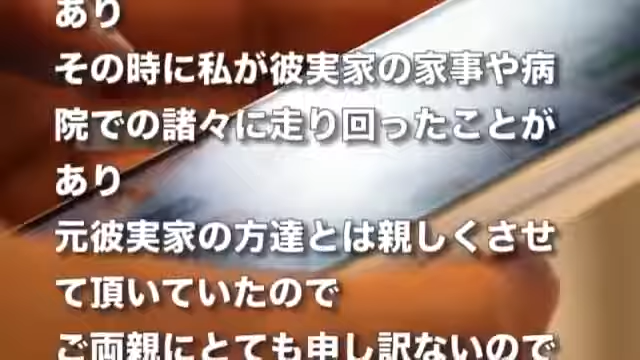 あり
その時に私が彼実家の家事や病
院での諸々に走り回ったことが
あり
元彼実家の方達とは親しくさせ
て頂いていたので
ご両親にとても申し訳ないので